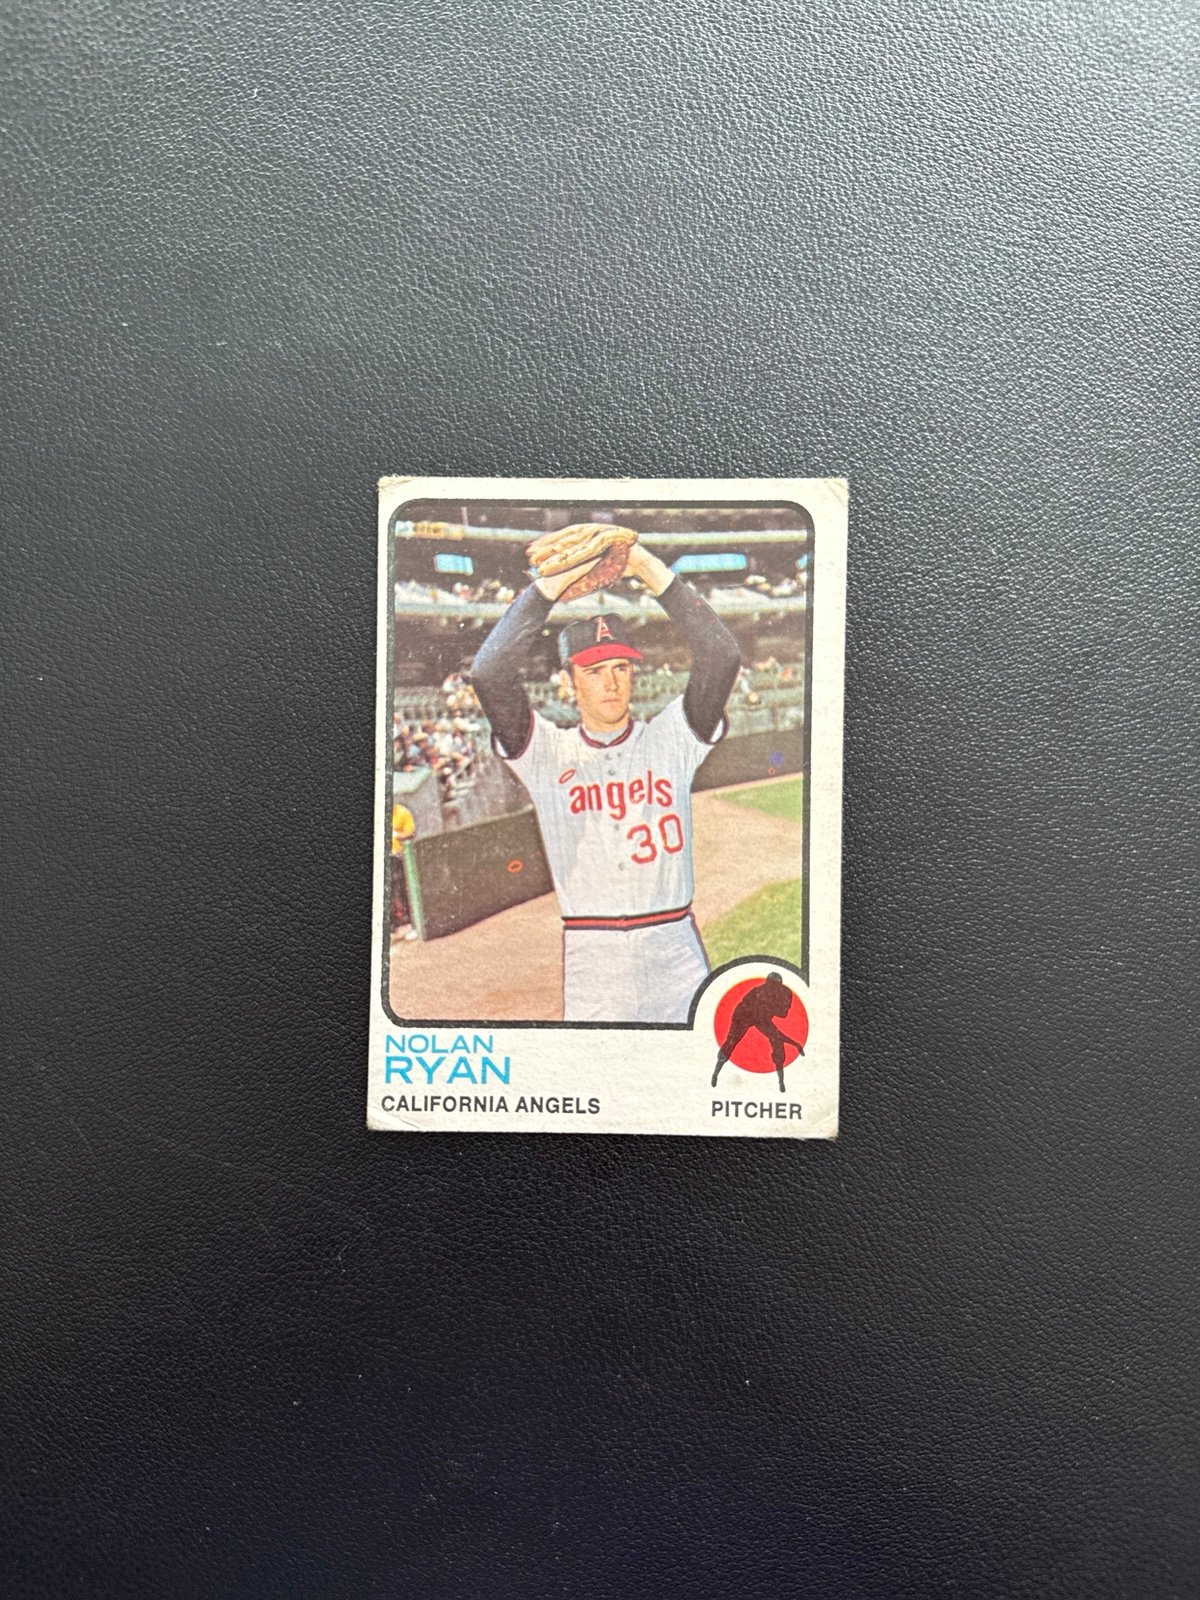 A
angels
30
NOLAN
RYAN
CALIFORNIA ANGELS
PITCHER